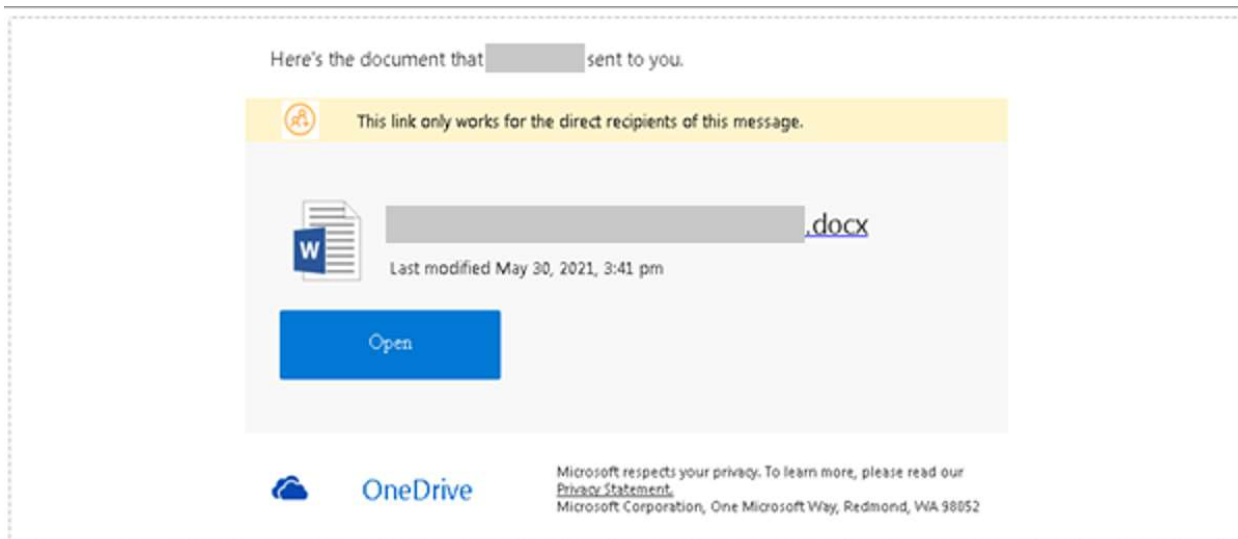 Here's the document that sent to you.
This link only works for the direct recipients of this message.
W
.docx
Last modified May 30, 2021, 3:41 pm
Open
OneDrive
Microsoft respects your privacy. To learn more, please read our
Privacy Statement.
Microsoft Corporation, One Microsoft Way, Redmond, WA 98052